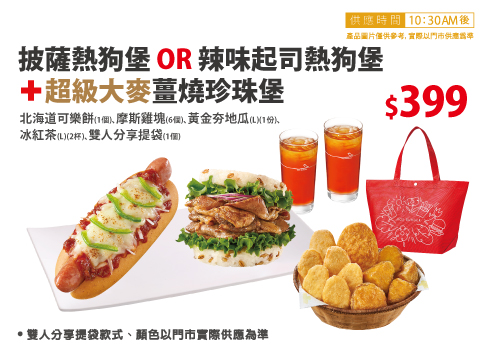 供應時間 10:30AM後
產品圖片僅供參考, 實際以門市供應為準
披薩熱狗堡 OR 辣味起司熱狗堡
+超級大麥薑燒珍珠堡
$399
北海道可樂餅(1個)、摩斯雞塊(6個)、黃金夯地瓜(L)(1份)、
冰紅茶(L)(2杯)、雙人分享提袋(1個)
• 雙人分享提袋款式、顏色以門市實際供應為準